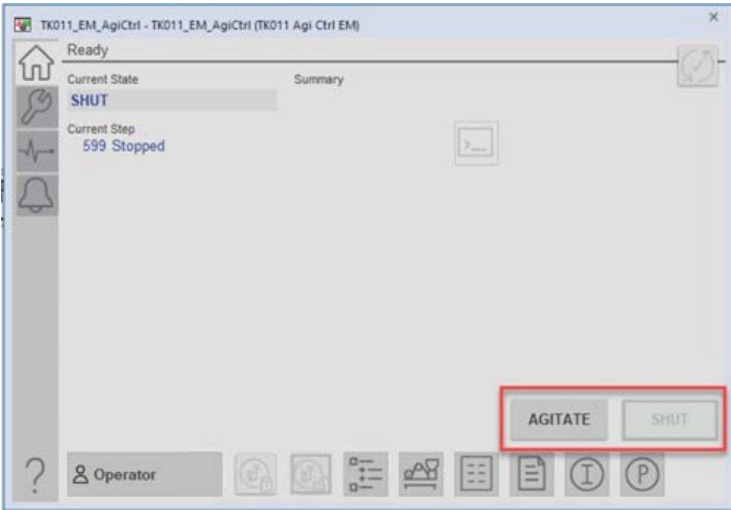 TK011_EM_AgiCtrl - TK011_EM_AgiCtrl (TK011 Agi Ctrl EM)
Ready
Current State
Summary
SHUT
Current Step
599 Stopped
>...
AGITATE
SHUT
?
Operator
I
P